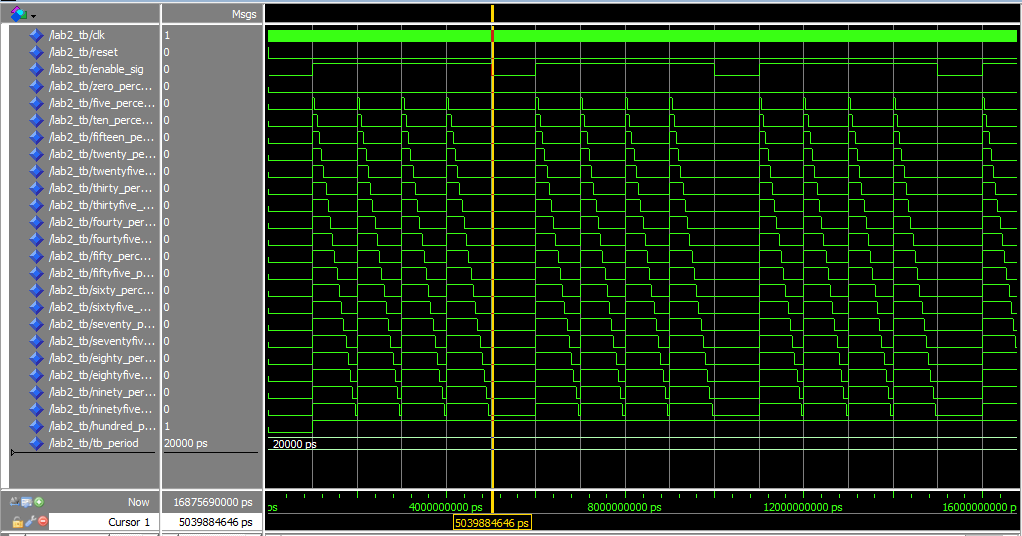 Msgs
/lab2_tb/clk 1
/lab2_tb/reset 0
/lab2_tb/enable_sig 0
/lab2_tb/zero_perc... 0
/lab2_tb/five_perce... 0
/lab2_tb/ten_perce... 0
/lab2_tb/fifteen_pe... 0
/lab2_tb/twenty_pe... 0
/lab2_tb/twentyfive... 0
/lab2_tb/thirty_per... 0
/lab2_tb/thirtyfive_... 0
/lab2_tb/fourty_per... 0
/lab2_tb/fourtyfive... 0
/lab2_tb/fifty_perc... 0
/lab2_tb/fiftyfive_p... 0
/lab2_tb/sixty_perc... 0
/lab2_tb/sixtyfive_... 0
/lab2_tb/seventy_p... 0
/lab2_tb/seventyfiv... 0
/lab2_tb/eighty_per... 0
/lab2_tb/eightyfive... 0
/lab2_tb/ninety_per... 0
/lab2_tb/ninetyfive... 0
/lab2_tb/hundred_p... 1
/lab2_tb/tb_period 20000 ps 20000 ps
Now 16875690000 ps ps 4000000000 ps 8000000000 ps 12000000000 ps 16000000000 p
Cursor 1 5039884646 ps 5039884646 ps